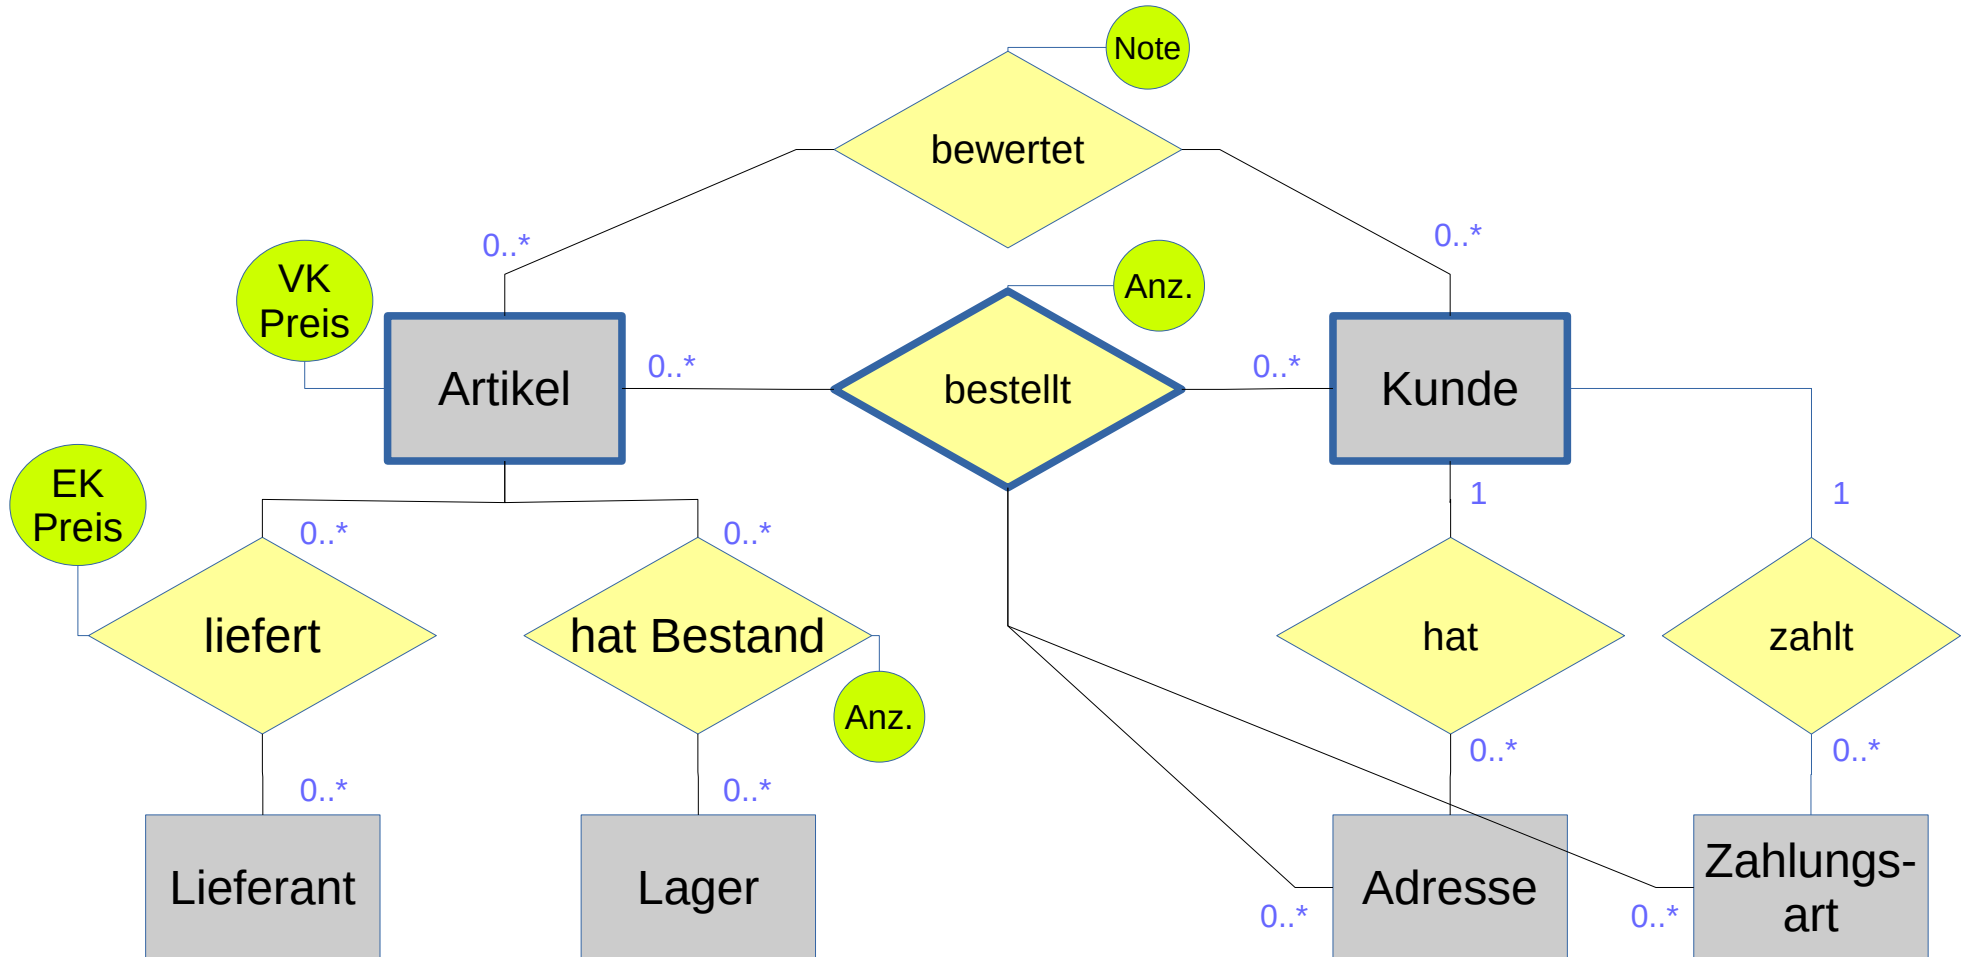 Note
bewertet
0..*
0..*
VK
Preis
Anz.
Artikel
0..*
bestellt
0..*
Kunde
EK
Preis
0..*
0..*
1
1
liefert
hat Bestand
hat
zahlt
Anz.
0..*
0..*
0..*
0..*
Lieferant
Lager
Adresse
Zahlungs-
art
0..*
0..*